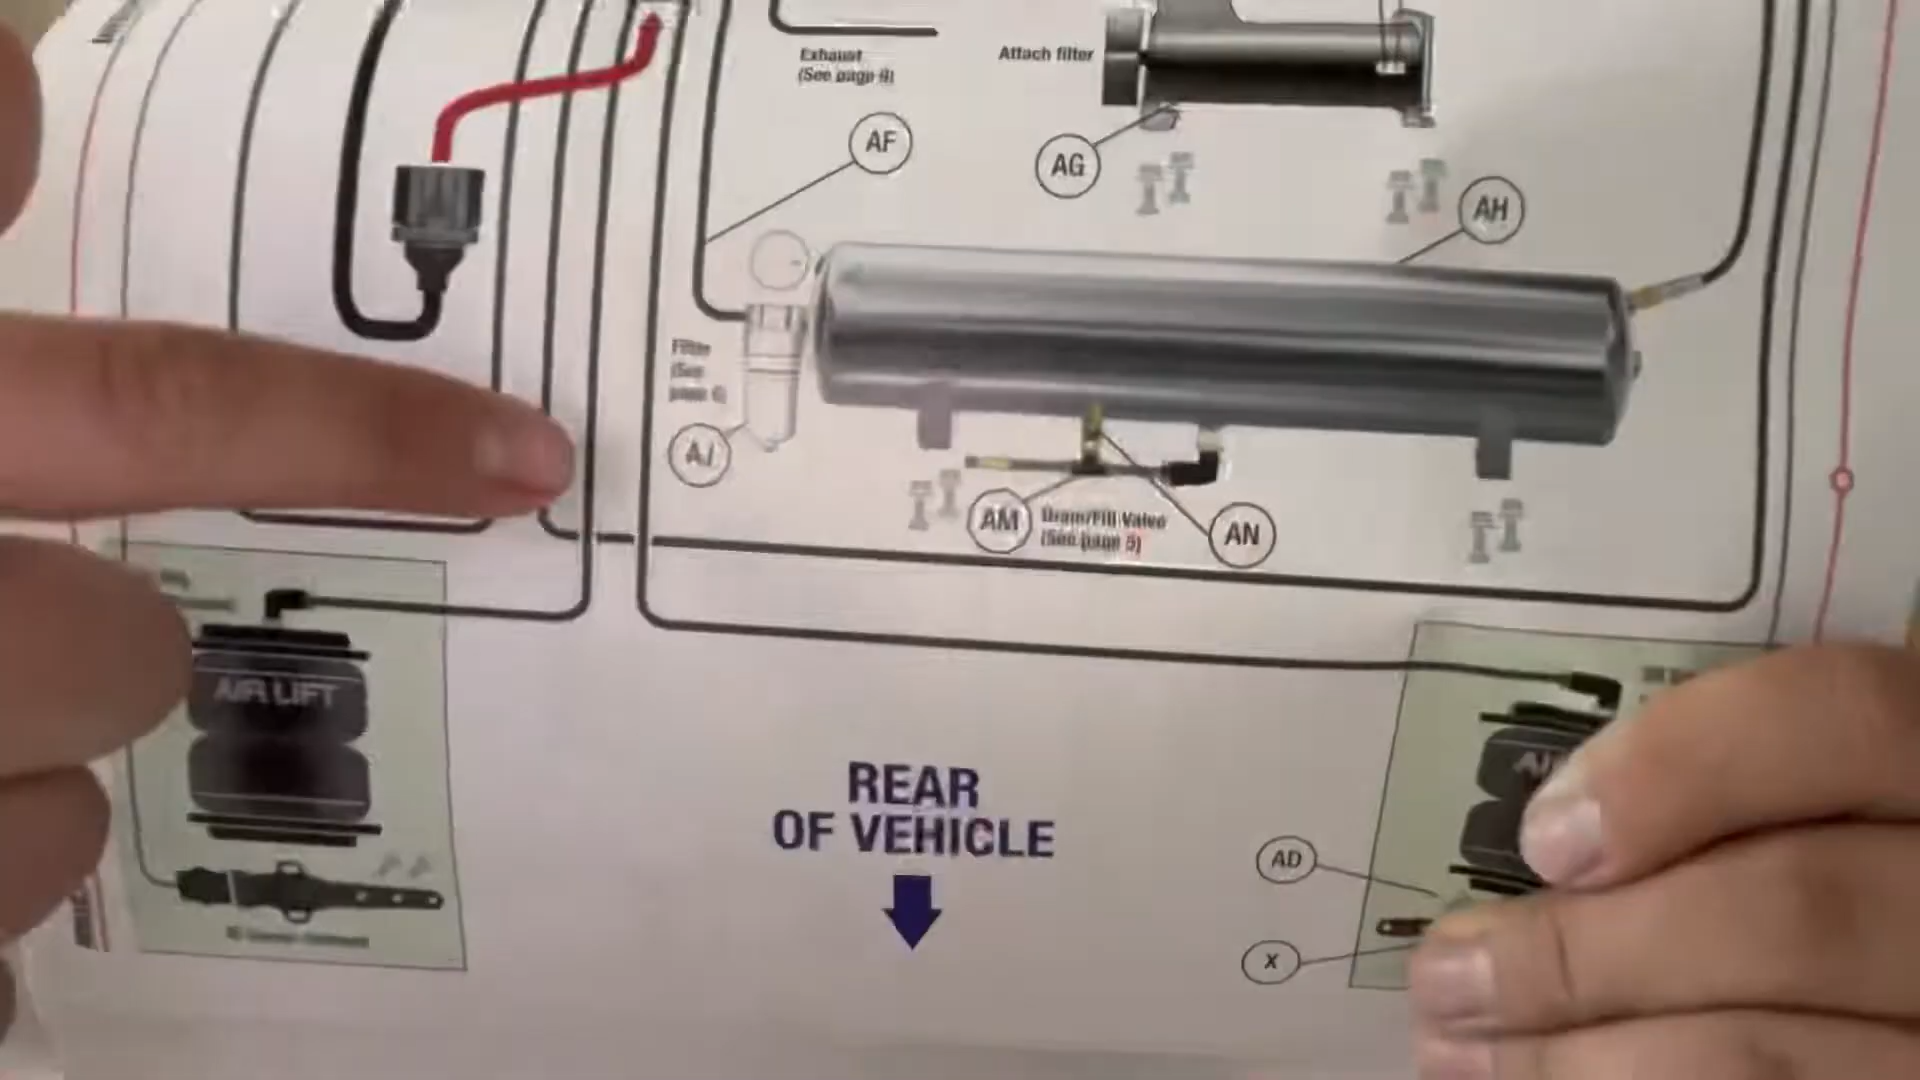 Exhaust
(See page 9)
Attach filter
AF
AG
AH
Filter
(See
page 6)
AJ
AM
Drain/Fill Valve
(See page 5)
AN
AIR LIFT
REAR
OF VEHICLE
AD
X